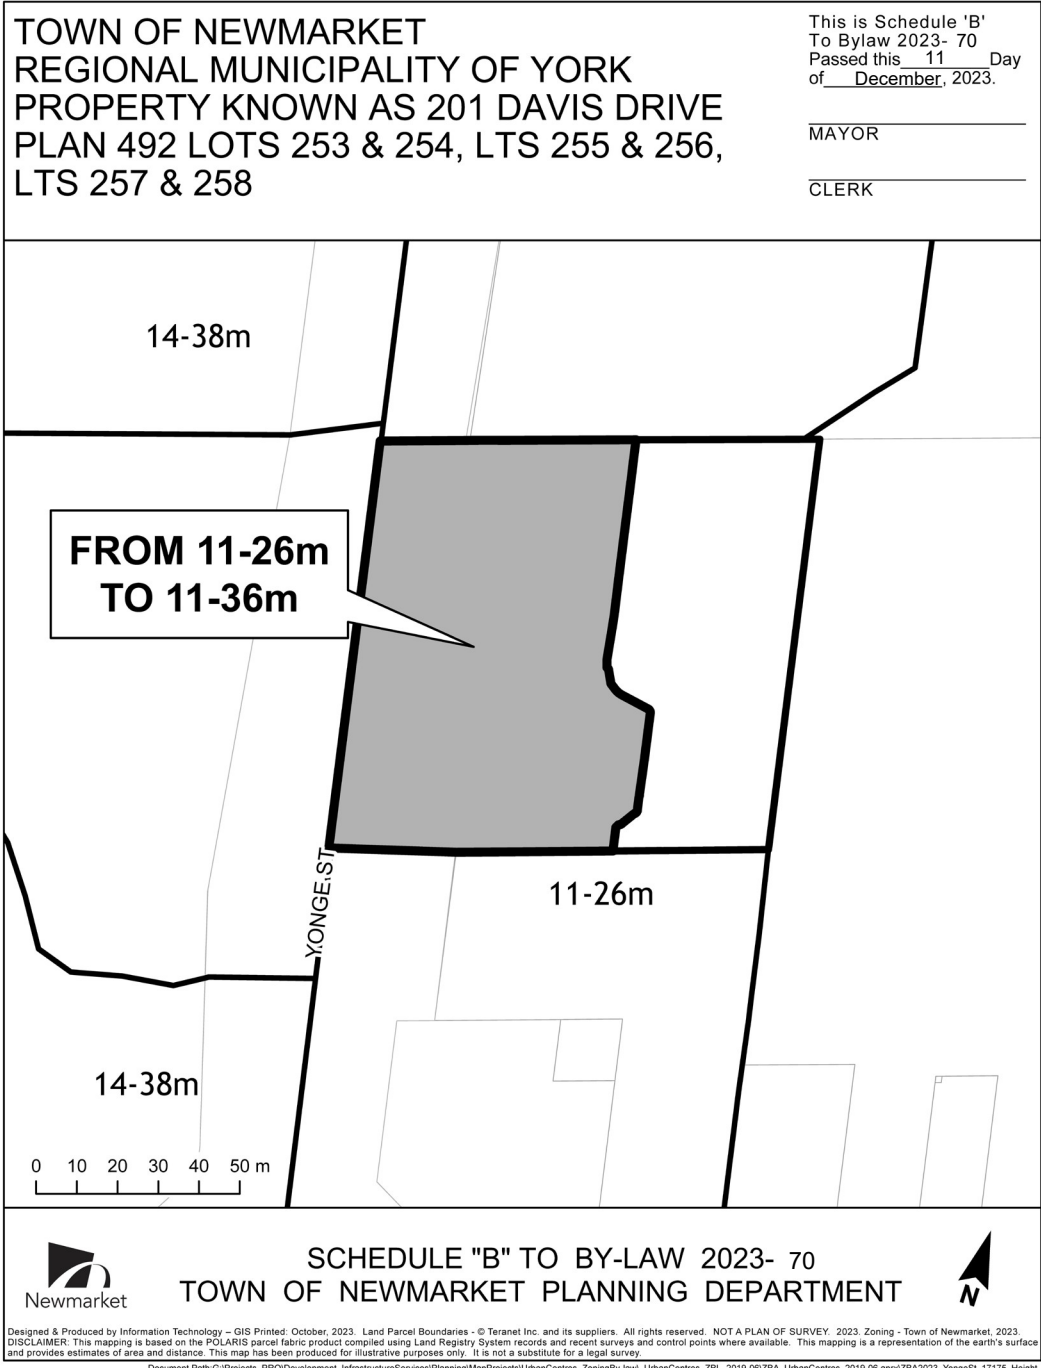 TOWN OF NEWMARKET
REGIONAL MUNICIPALITY OF YORK
PROPERTY KNOWN AS 201 DAVIS DRIVE
PLAN 492 LOTS 253 & 254, LTS 255 & 256,
LTS 257 & 258
This is Schedule 'B'
To Bylaw 2023- 70
Passed this 11 Day
of December, 2023.
MAYOR
CLERK
14-38m
FROM 11-26m
TO 11-36m
YONGE ST
11-26m
14-38m
0 10 20 30 40 50 m
Newmarket
SCHEDULE "B" TO BY-LAW 2023- 70
TOWN OF NEWMARKET PLANNING DEPARTMENT
N
Designed & Produced by Information Technology – GIS Printed: October, 2023. Land Parcel Boundaries - © Teranet Inc. and its suppliers. All rights reserved. NOT A PLAN OF SURVEY. 2023. Zoning - Town of Newmarket, 2023.
DISCLAIMER: This mapping is based on the POLARIS parcel fabric product compiled using Land Registry System records and recent surveys and control points where available. This mapping is a representation of the earth's surface
and provides estimates of area and distance. This map has been produced for illustrative purposes only. It is not a substitute for a legal survey.